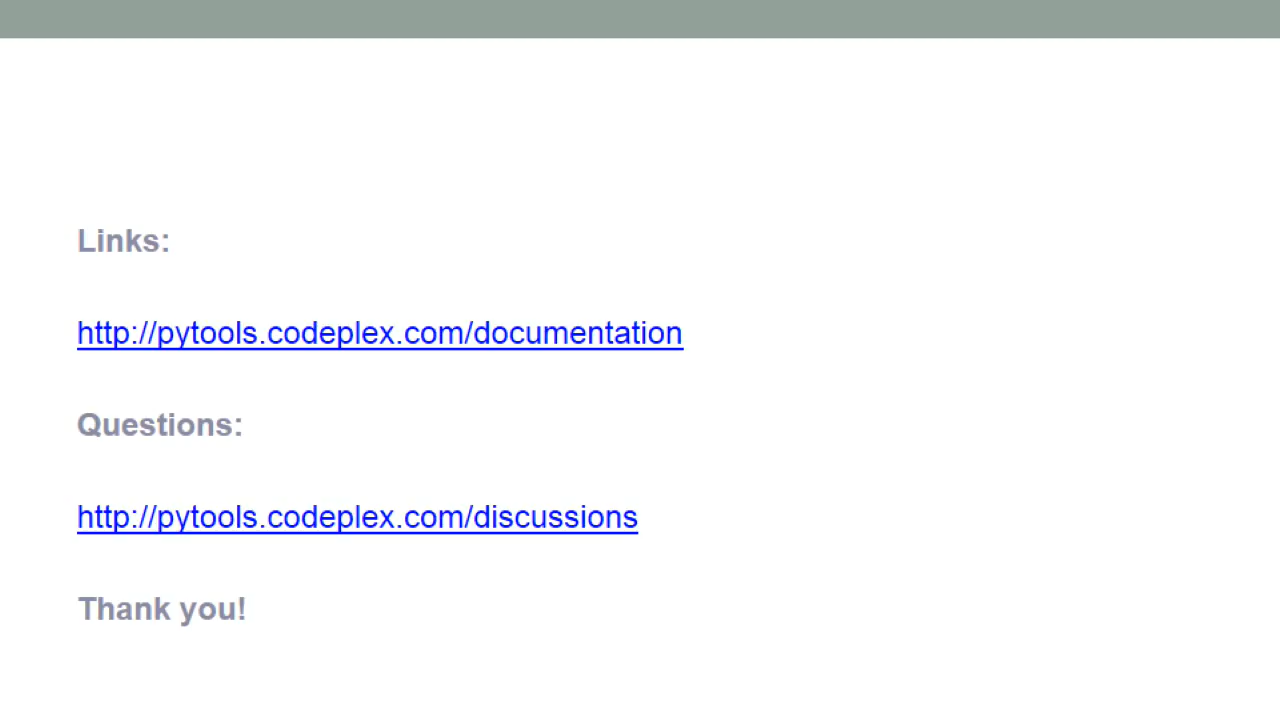 Links:
http://pytools.codeplex.com/documentation
Questions:
http://pytools.codeplex.com/discussions
Thank you!